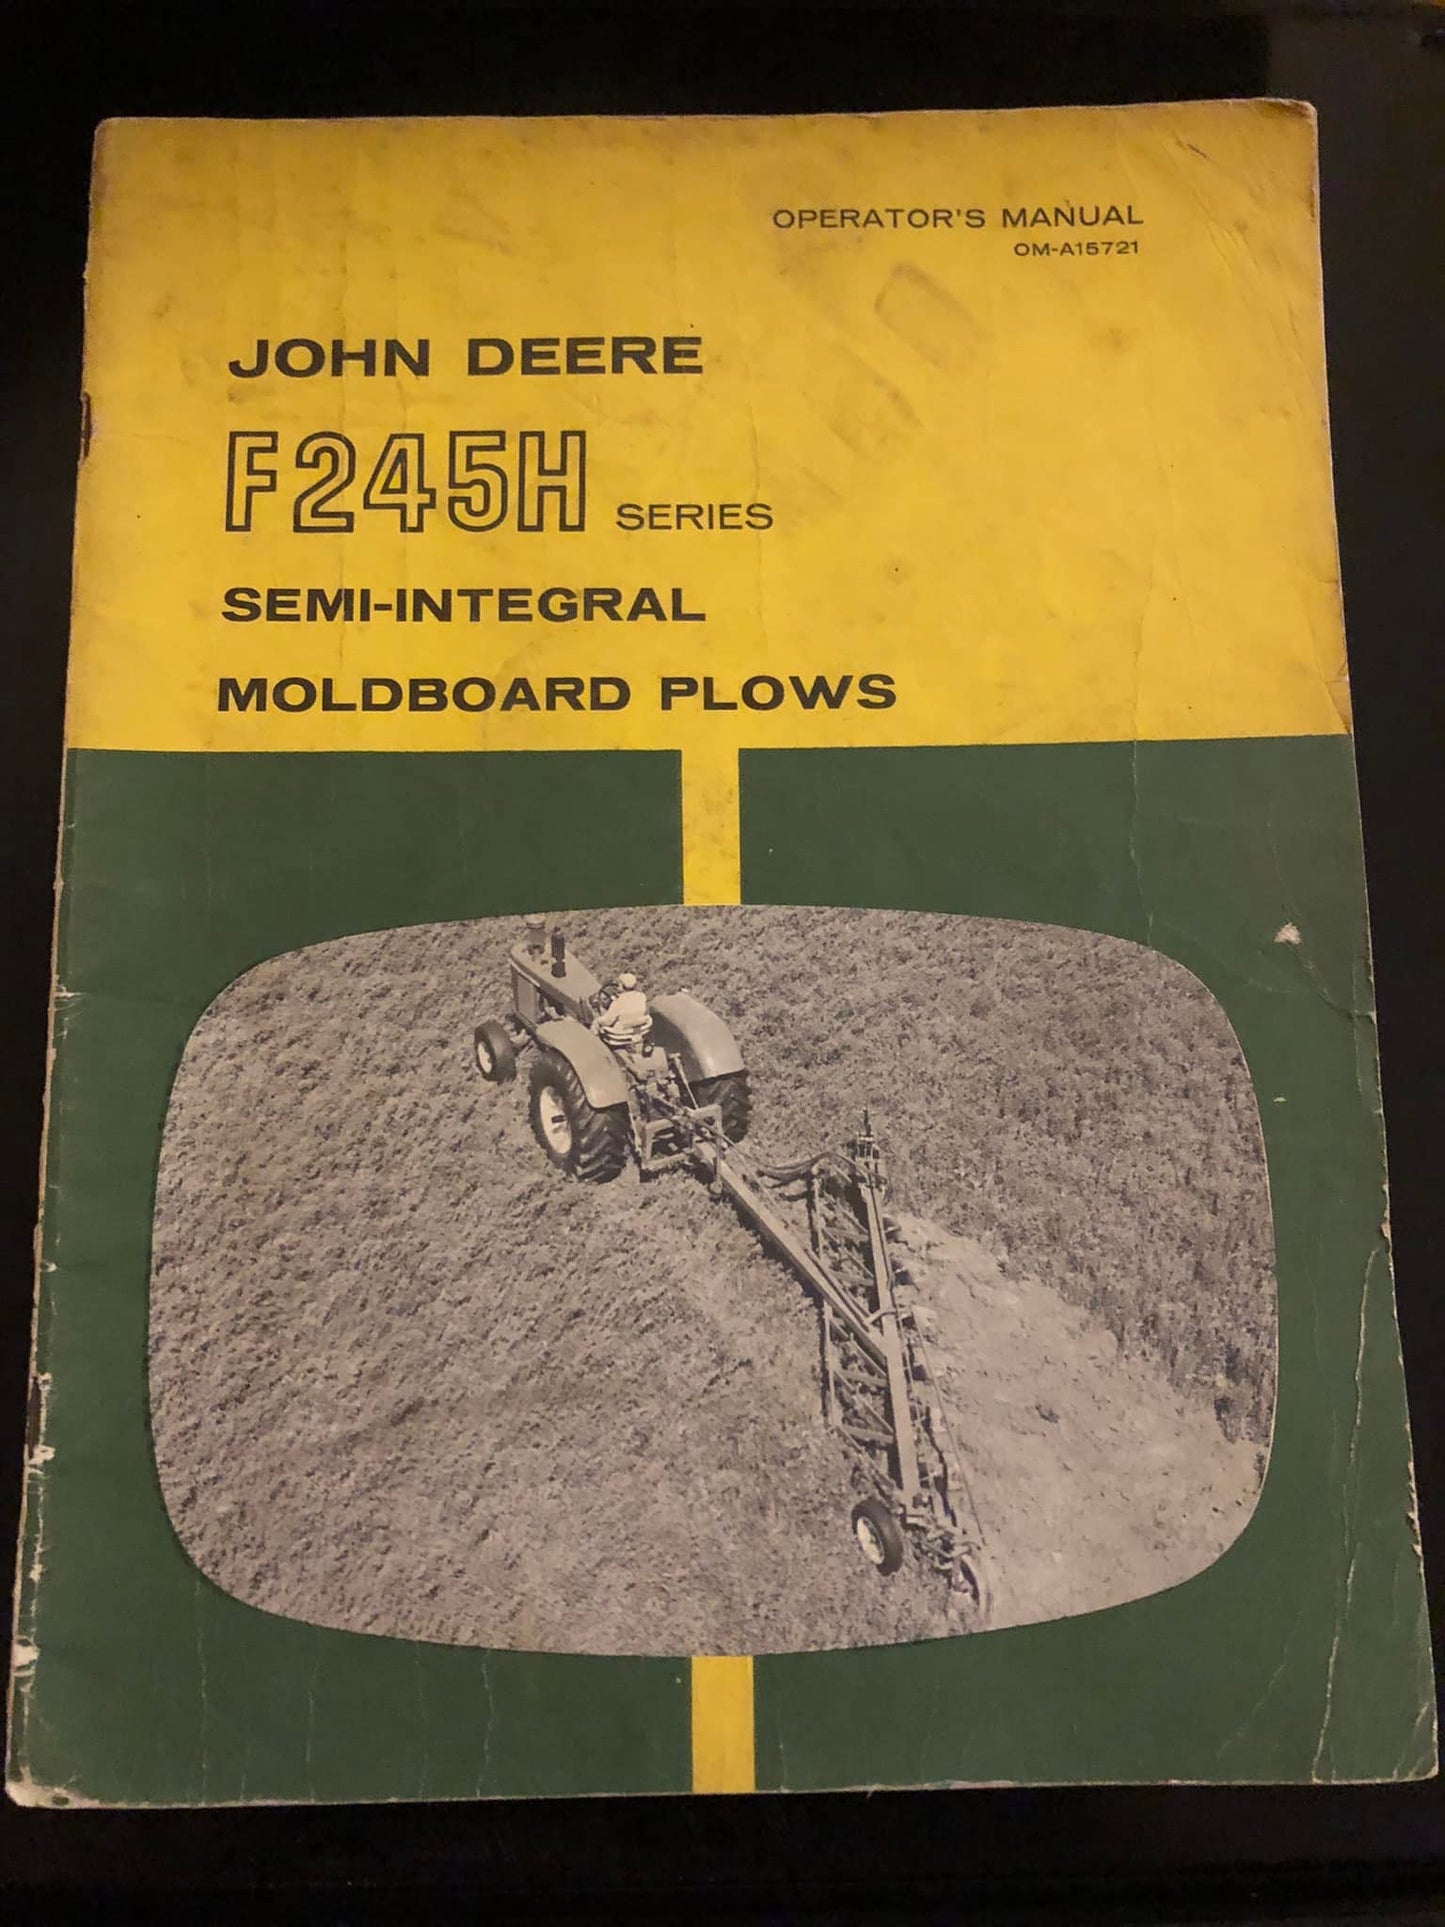 OPERATOR'S MANUAL
OM-A15721
JOHN DEERE
F245H SERIES
SEMI-INTEGRAL
MOLDBOARD PLOWS